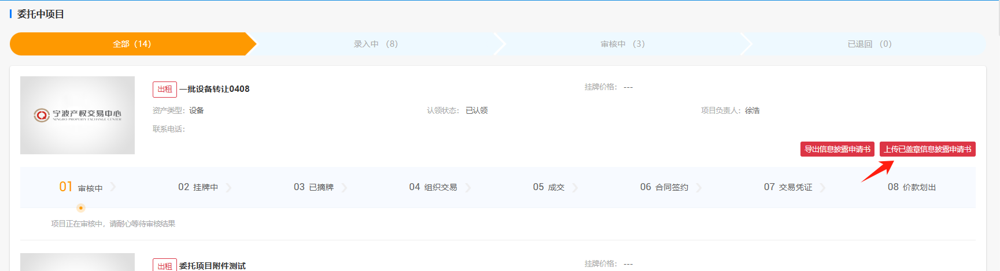 委托中项目
全部（14）
录入中 （8）
审核中 （3）
已退回 （0）
宁波产权交易中心
NINGBO PROPERTY EXCHANGE CENTER
出租 一批设备转让0408
挂牌价格： ---
资产类型：设备
认领状态： 已认领
项目负责人：徐浩
联系电话：
导出信息披露申请书
上传已盖章信息披露申请书
01 审核中
02 挂牌中
03 已摘牌
04 组织交易
05 成交
06 合同签约
07 交易凭证
08 价款划出
项目正在审核中，请耐心等待审核结果
出租 委托项目附件测试
挂牌价格： ---